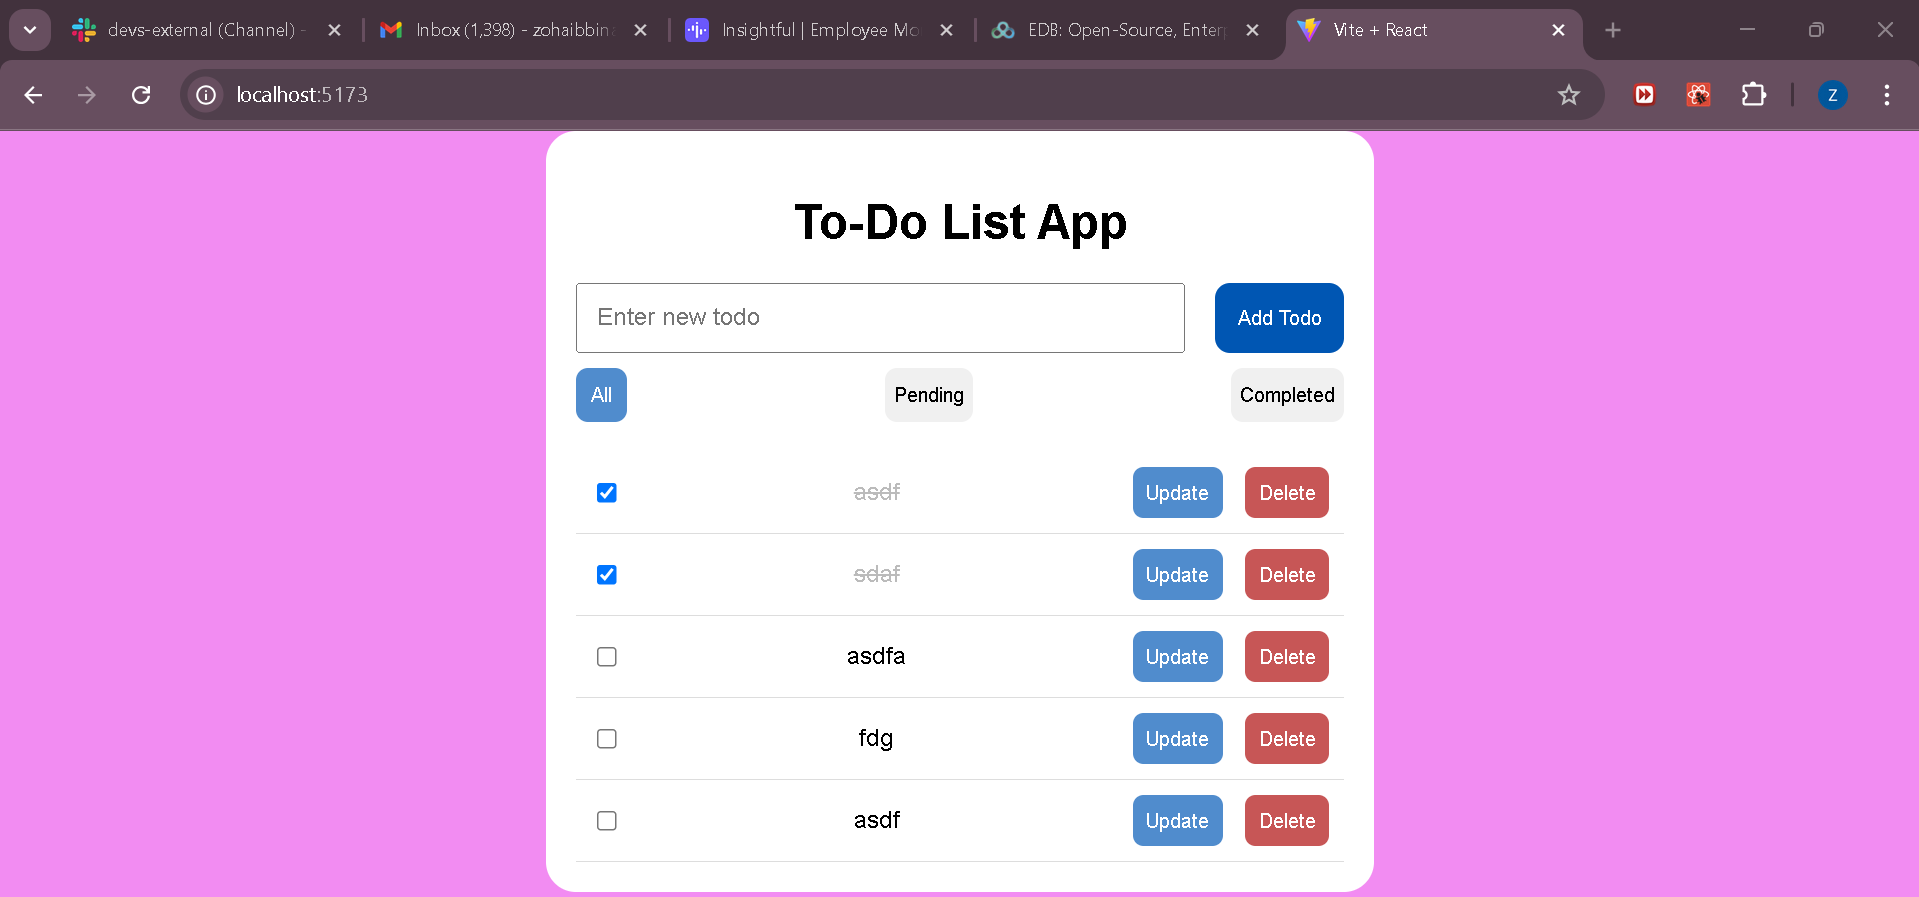 devs-external (Channel) -
Inbox (1,398) - zohaibbin
Insightful | Employee Mo
EDB: Open-Source, Enter
Vite + React
localhost:5173
Z
To-Do List App
Enter new todo
Add Todo
All
Pending
Completed
asdf
Update
Delete
sdaf
Update
Delete
asdfa
Update
Delete
fdg
Update
Delete
asdf
Update
Delete